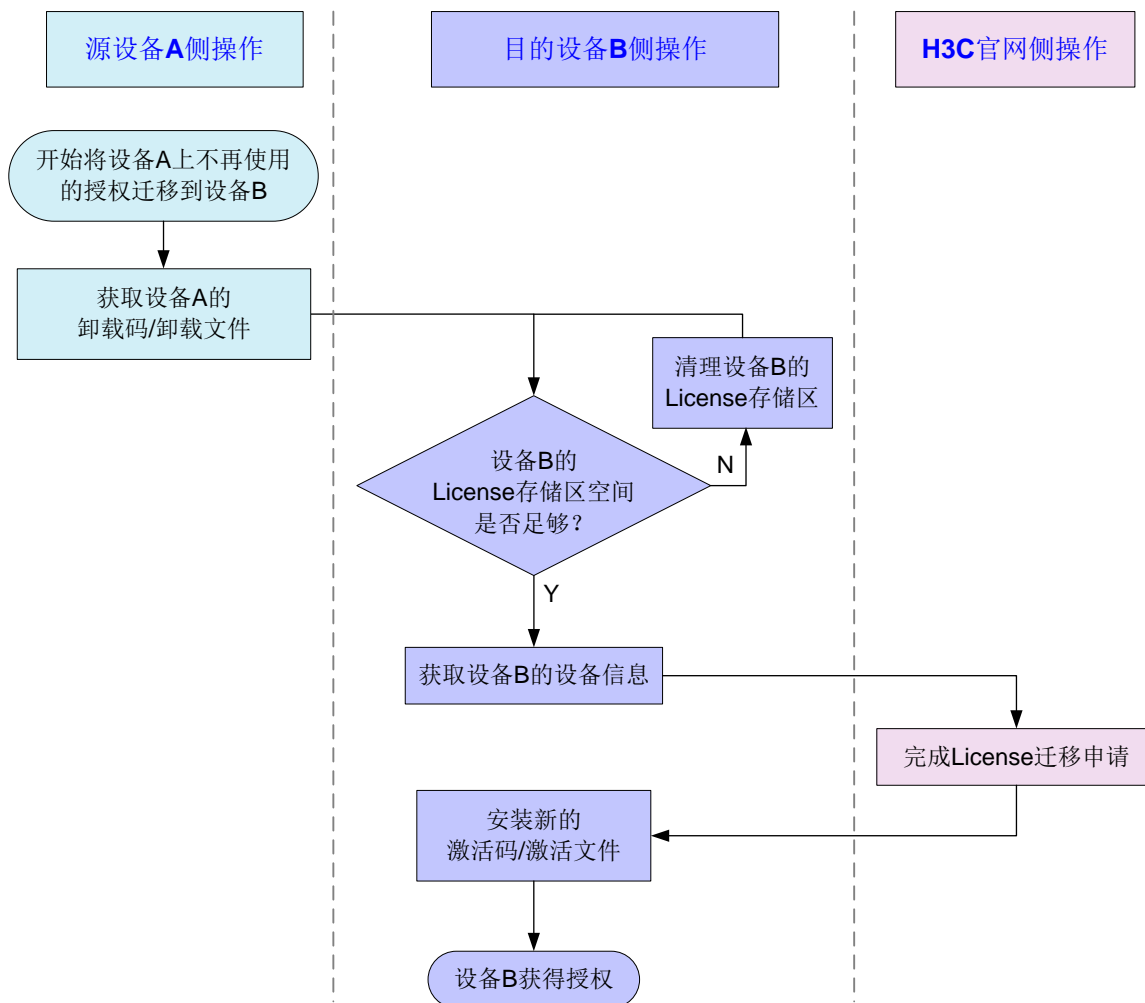 源设备A侧操作
目的设备B侧操作
H3C官网侧操作
开始将设备A上不再使用
的授权迁移到设备B
获取设备A的
卸载码/卸载文件
清理设备B的
License存储区
设备B的
License存储区空间
是否足够？
N
Y
获取设备B的设备信息
完成License迁移申请
安装新的
激活码/激活文件
设备B获得授权